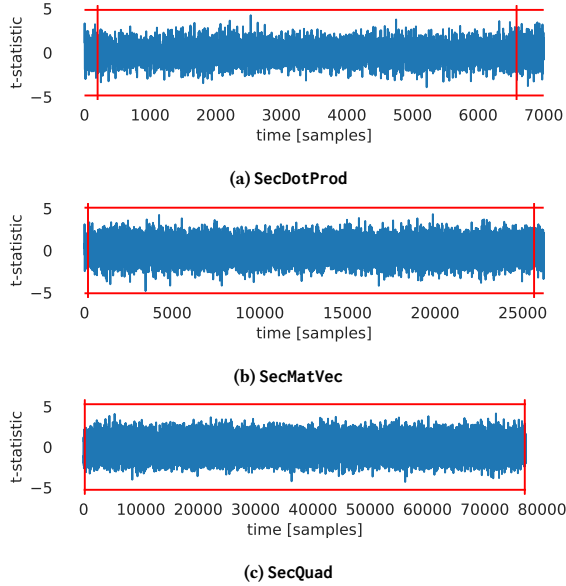 t-statistic
5
0
−5
0 1000 2000 3000 4000 5000 6000 7000
time [samples]
(a) SecDotProd
t-statistic
5
0
−5
0 5000 10000 15000 20000 25000
time [samples]
(b) SecMatVec
t-statistic
5
0
−5
0 10000 20000 30000 40000 50000 60000 70000 80000
time [samples]
(c) SecQuad